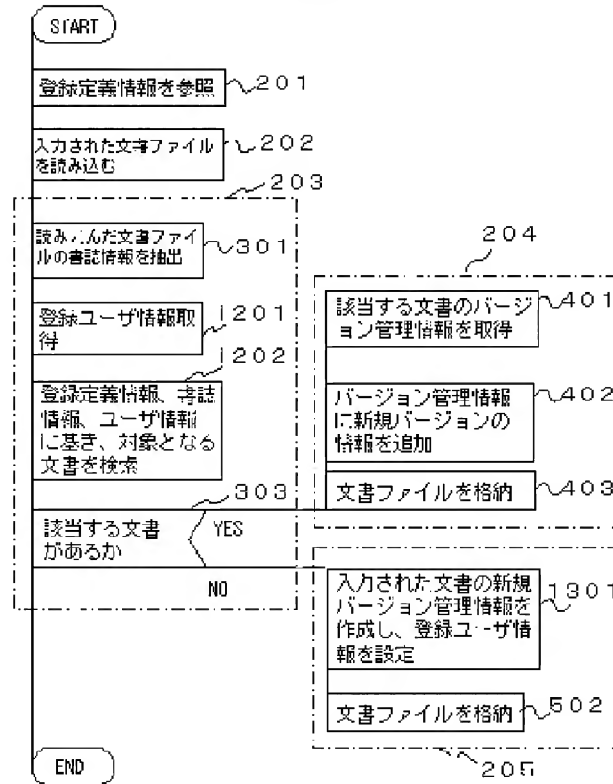 START
登録定義情報を参照
201
入力された文書ファイル
を読み込む
202
203
読み込んだ文書ファイ
ルの書誌情報を抽出
301
登録ユーザ情報取
得
1201
1202
登録定義情報、書誌
情報、ユーザ情報
に基き、対象となる
文書を検索
303
該当する文書
があるか
YES
NO
204
該当する文書のバージ
ョン管理情報を取得
401
バージョン管理情報
に新規バージョンの
情報を追加
402
文書ファイルを格納
403
入力された文書の新規
バージョン管理情報を
作成し、登録ユーザ情
報を設定
1301
文書ファイルを格納
502
205
END